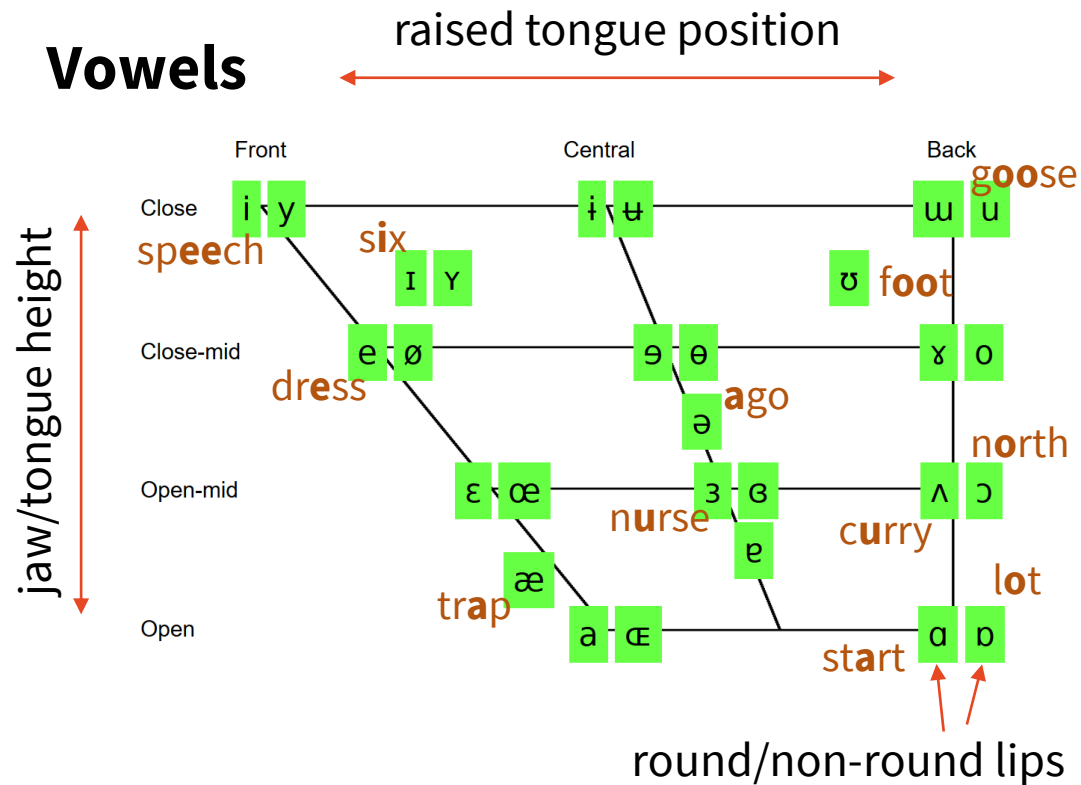 raised tongue position
Vowels
Front
Central
Back
goose
Close
i y
ɨ ʉ
ɯ u
speech
six
ɪ ʏ
ʊ
foot
jaw/tongue height
Close-mid
e ø
ɘ ɵ
ɤ o
dress
ago
ə
north
Open-mid
ɛ œ
ɜ ɞ
ʌ ɔ
nurse
curry
ɐ
æ
lot
trap
Open
a ɶ
ɑ ɒ
start
round/non-round lips